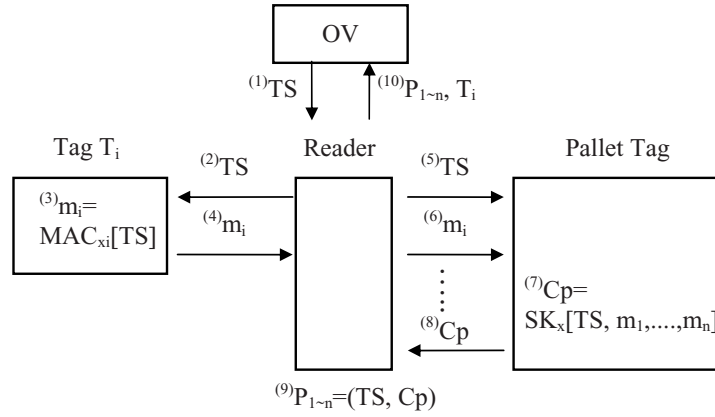 OV
(1)TS
(10)P1~n, Ti
Tag Ti
Reader
Pallet Tag
(2)TS
(5)TS
(3)mi=
MACxi[TS]
(4)mi
(6)mi
(7)Cp=
SKx[TS, m1,....,mn]
(8)Cp
(9)P1~n=(TS, Cp)